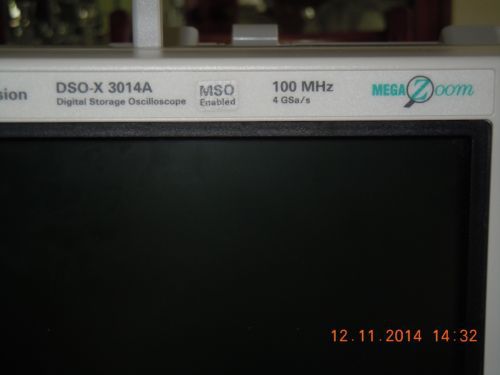 sion
DSO-X 3014A
Digital Storage Oscilloscope
MSO
Enabled
100 MHz
4 GSa/s
MEGA Zoom
12.11.2014 14:32